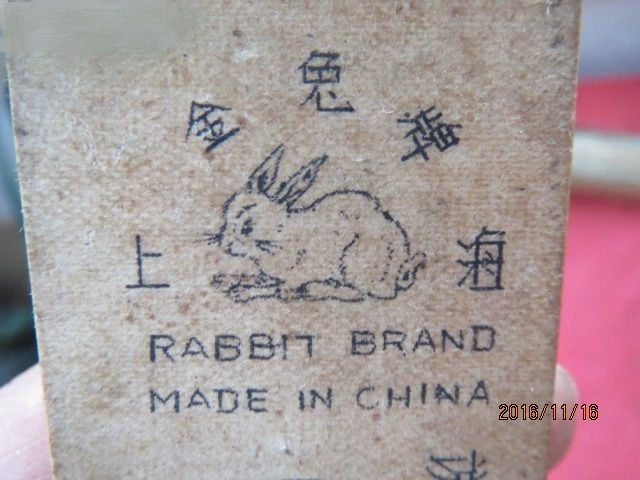 金兔牌
上海
RABBIT BRAND
MADE IN CHINA
2016/11/16